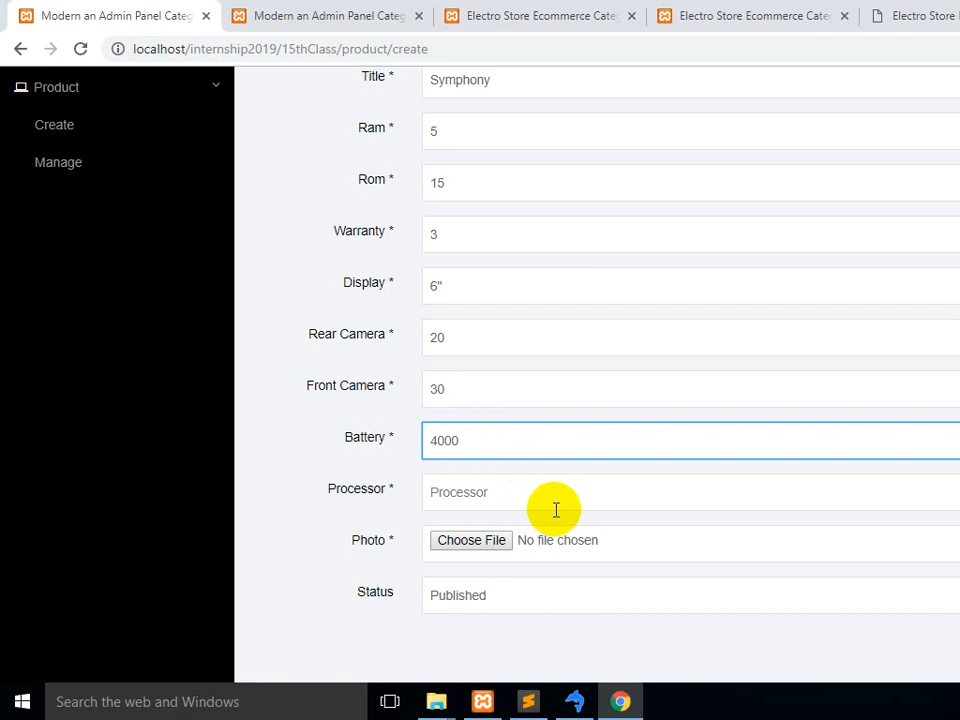 Modern an Admin Panel Categ
Modern an Admin Panel Categ
Electro Store Ecommerce Cate
Electro Store Ecommerce Cate
Electro Store
localhost/internship2019/15thClass/product/create
Product
Create
Manage
Title * Symphony
Ram * 5
Rom * 15
Warranty * 3
Display * 6"
Rear Camera * 20
Front Camera * 30
Battery * 4000
Processor * Processor
Photo * Choose File No file chosen
Status Published
Search the web and Windows